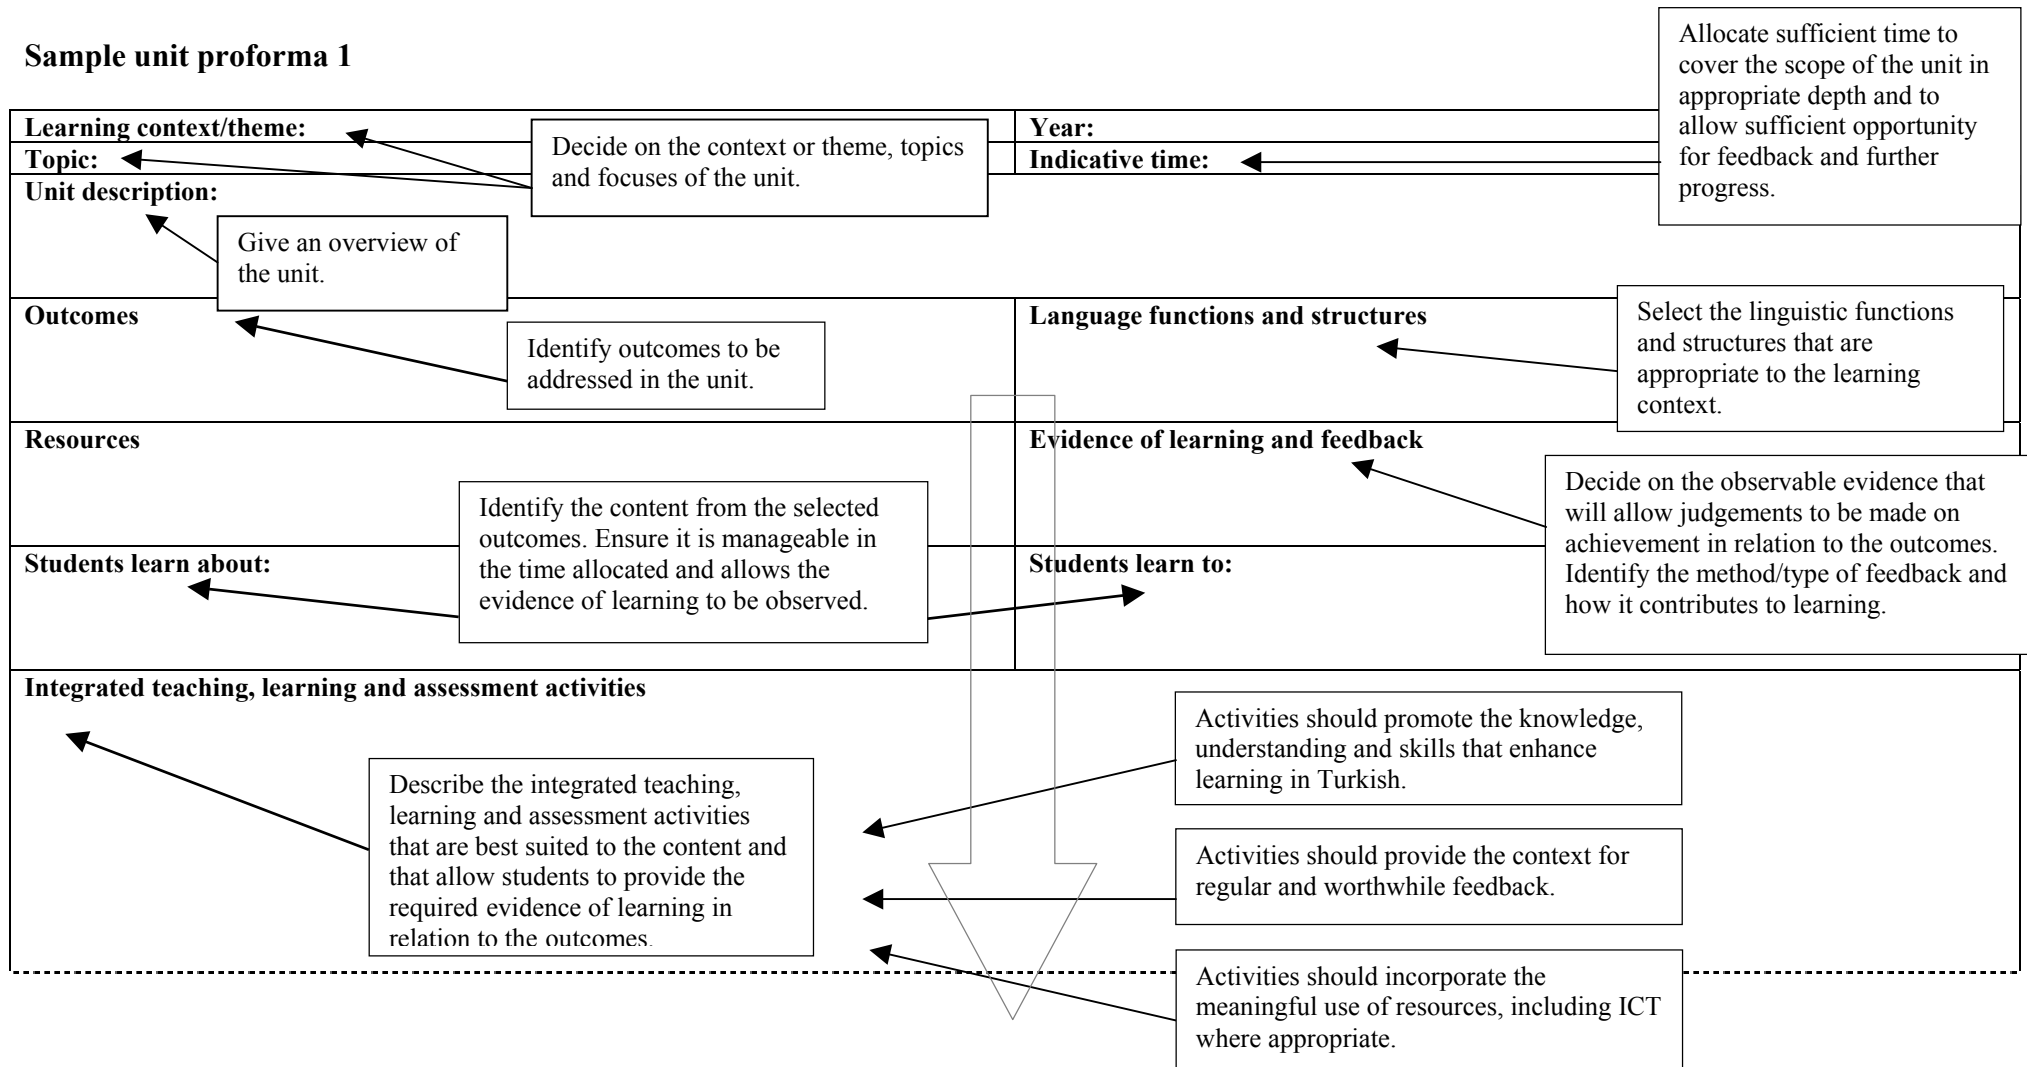 Sample unit proforma 1
Allocate sufficient time to
cover the scope of the unit in
appropriate depth and to
allow sufficient opportunity
for feedback and further
progress.
Learning context/theme:
Year:
Decide on the context or theme, topics
and focuses of the unit.
Topic:
Indicative time:
Unit description:
Give an overview of
the unit.
Outcomes
Identify outcomes to be
addressed in the unit.
Language functions and structures
Select the linguistic functions
and structures that are
appropriate to the learning
context.
Resources
Evidence of learning and feedback
Decide on the observable evidence that
will allow judgements to be made on
achievement in relation to the outcomes.
Identify the method/type of feedback and
how it contributes to learning.
Identify the content from the selected
outcomes. Ensure it is manageable in
the time allocated and allows the
evidence of learning to be observed.
Students learn about:
Students learn to:
Integrated teaching, learning and assessment activities
Describe the integrated teaching,
learning and assessment activities
that are best suited to the content and
that allow students to provide the
required evidence of learning in
relation to the outcomes.
Activities should promote the knowledge,
understanding and skills that enhance
learning in Turkish.
Activities should provide the context for
regular and worthwhile feedback.
Activities should incorporate the
meaningful use of resources, including ICT
where appropriate.